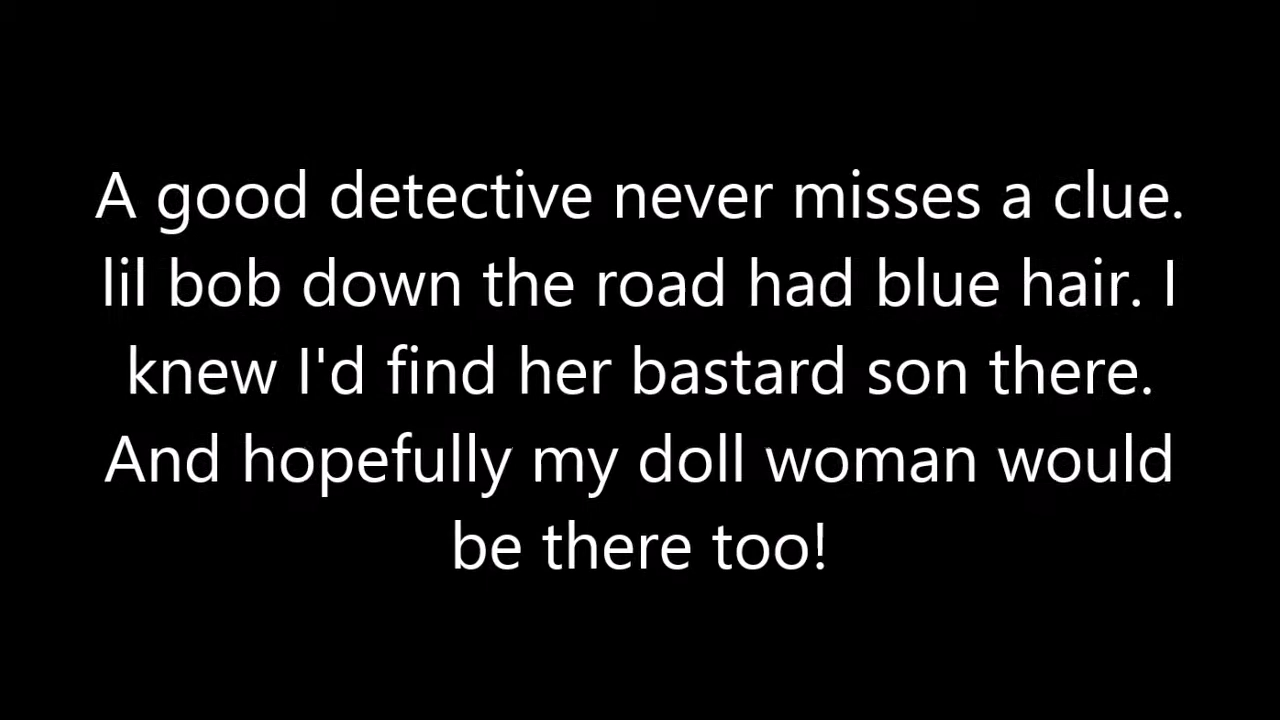 A good detective never misses a clue.
lil bob down the road had blue hair. I
knew I'd find her bastard son there.
And hopefully my doll woman would
be there too!